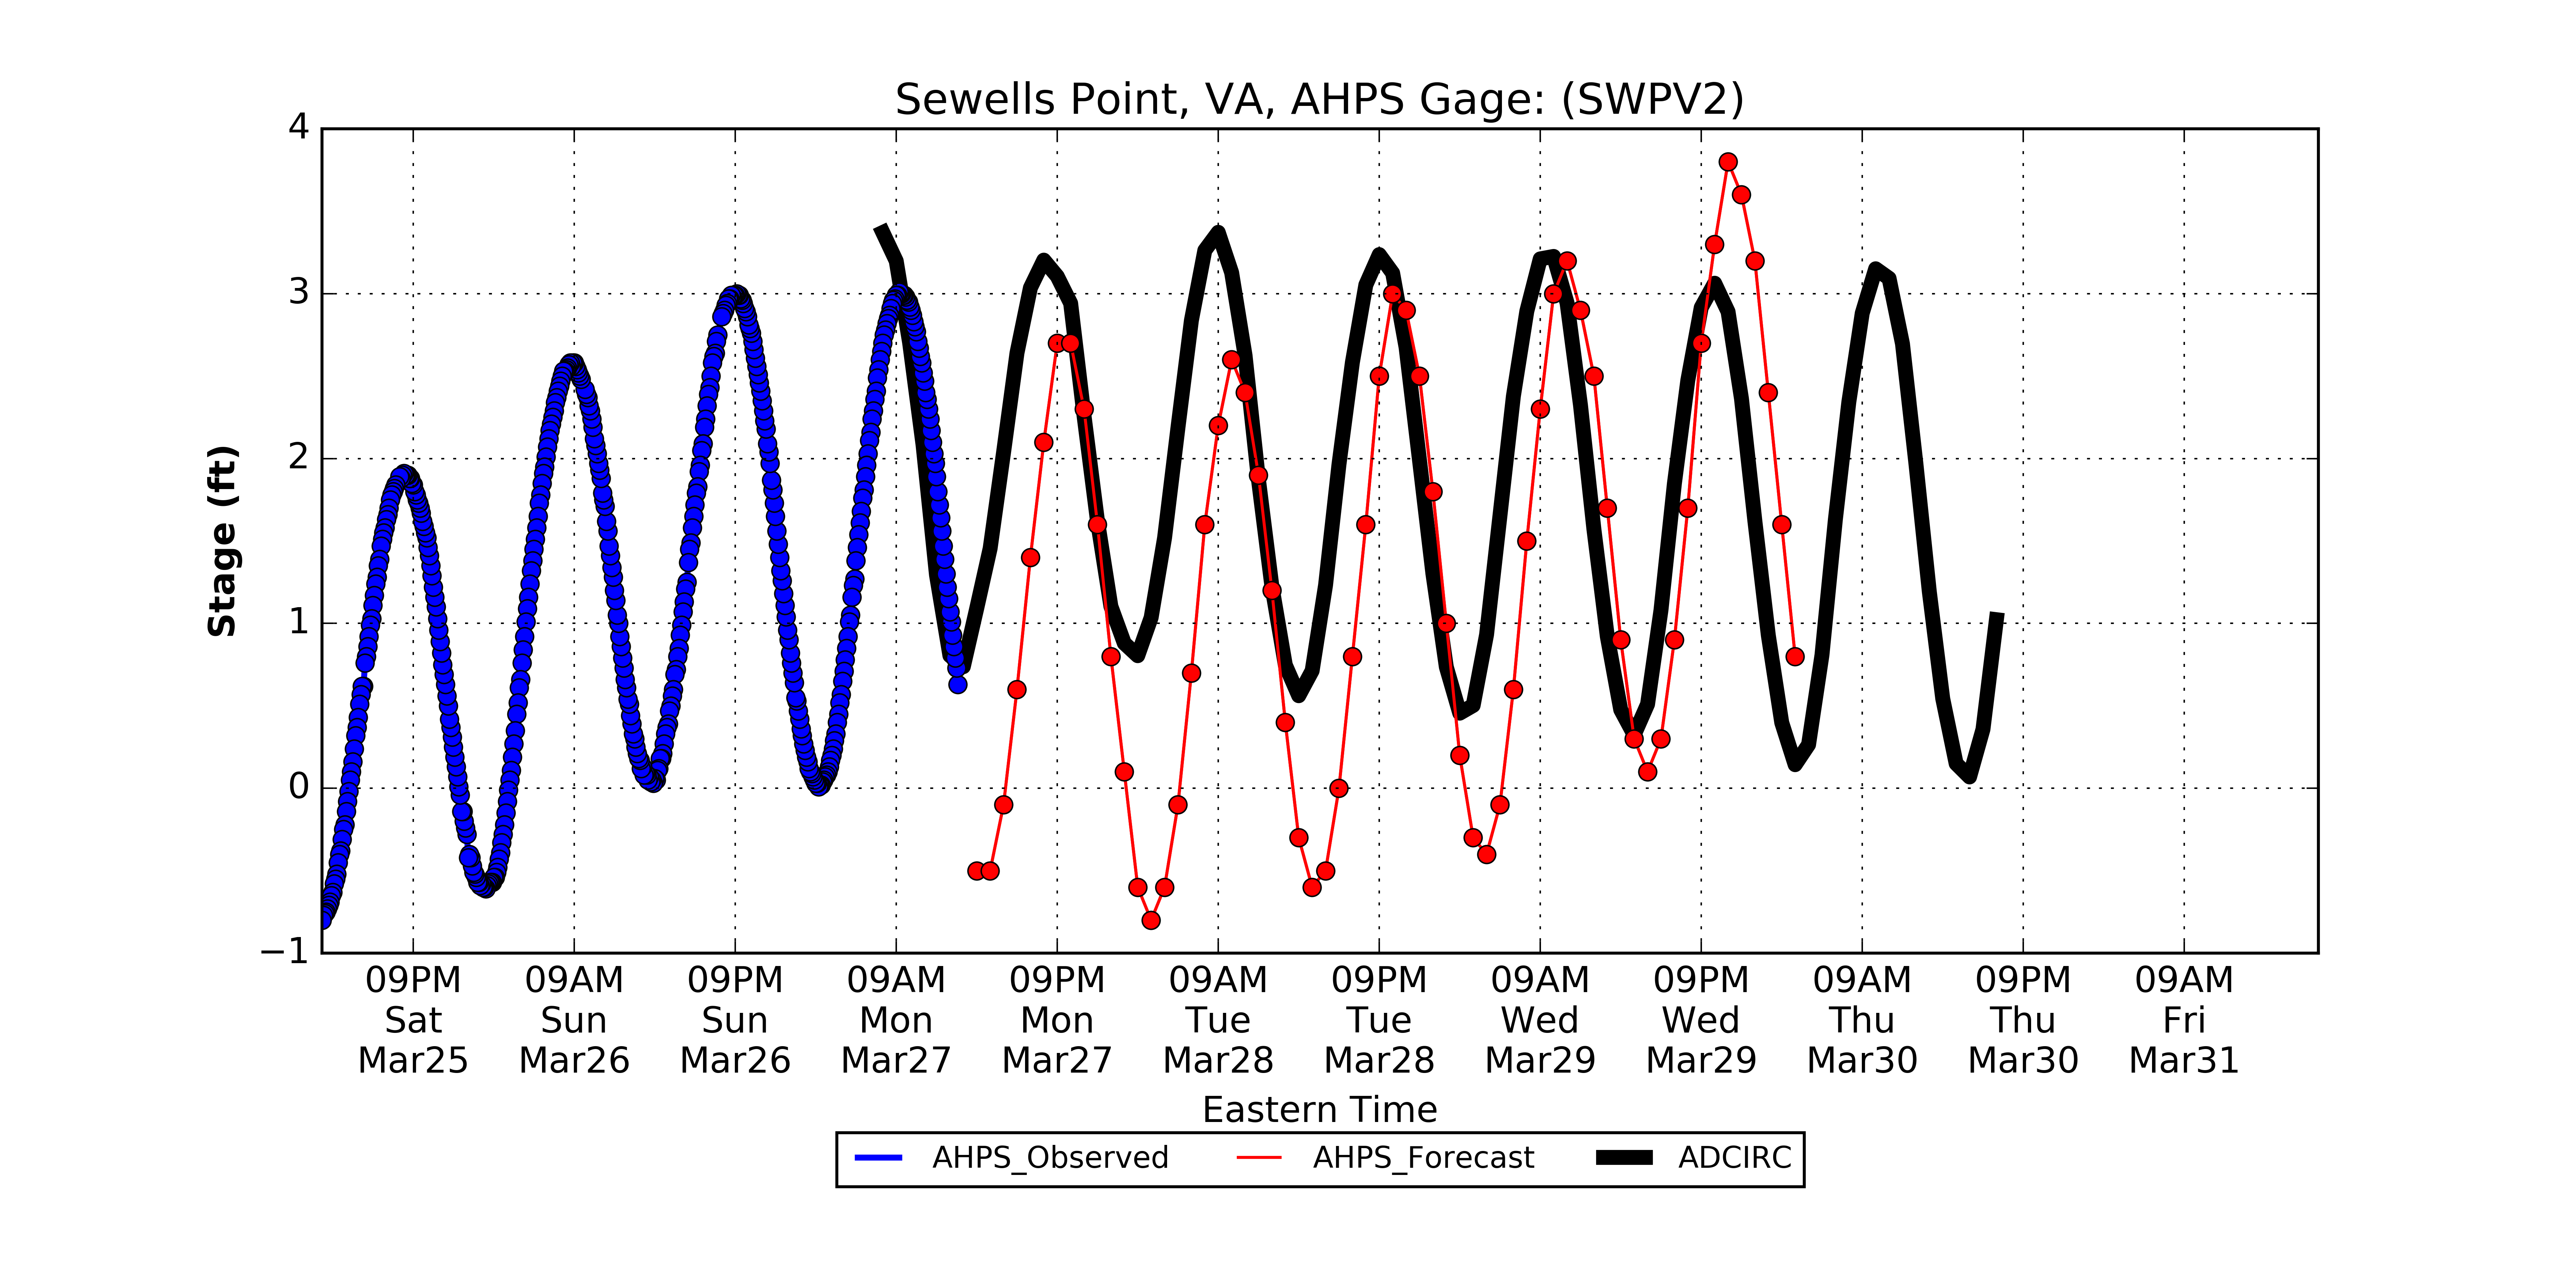 Sewells Point, VA, AHPS Gage: (SWPV2)
4
3
2
1
0
−1
Stage (ft)
09PM 09AM 09PM 09AM 09PM 09AM 09PM 09AM 09PM 09AM 09PM 09AM
Sat Sun Sun Mon Mon Tue Tue Wed Wed Thu Thu Fri
Mar25 Mar26 Mar26 Mar27 Mar27 Mar28 Mar28 Mar29 Mar29 Mar30 Mar30 Mar31
Eastern Time
AHPS_Observed AHPS_Forecast ADCIRC